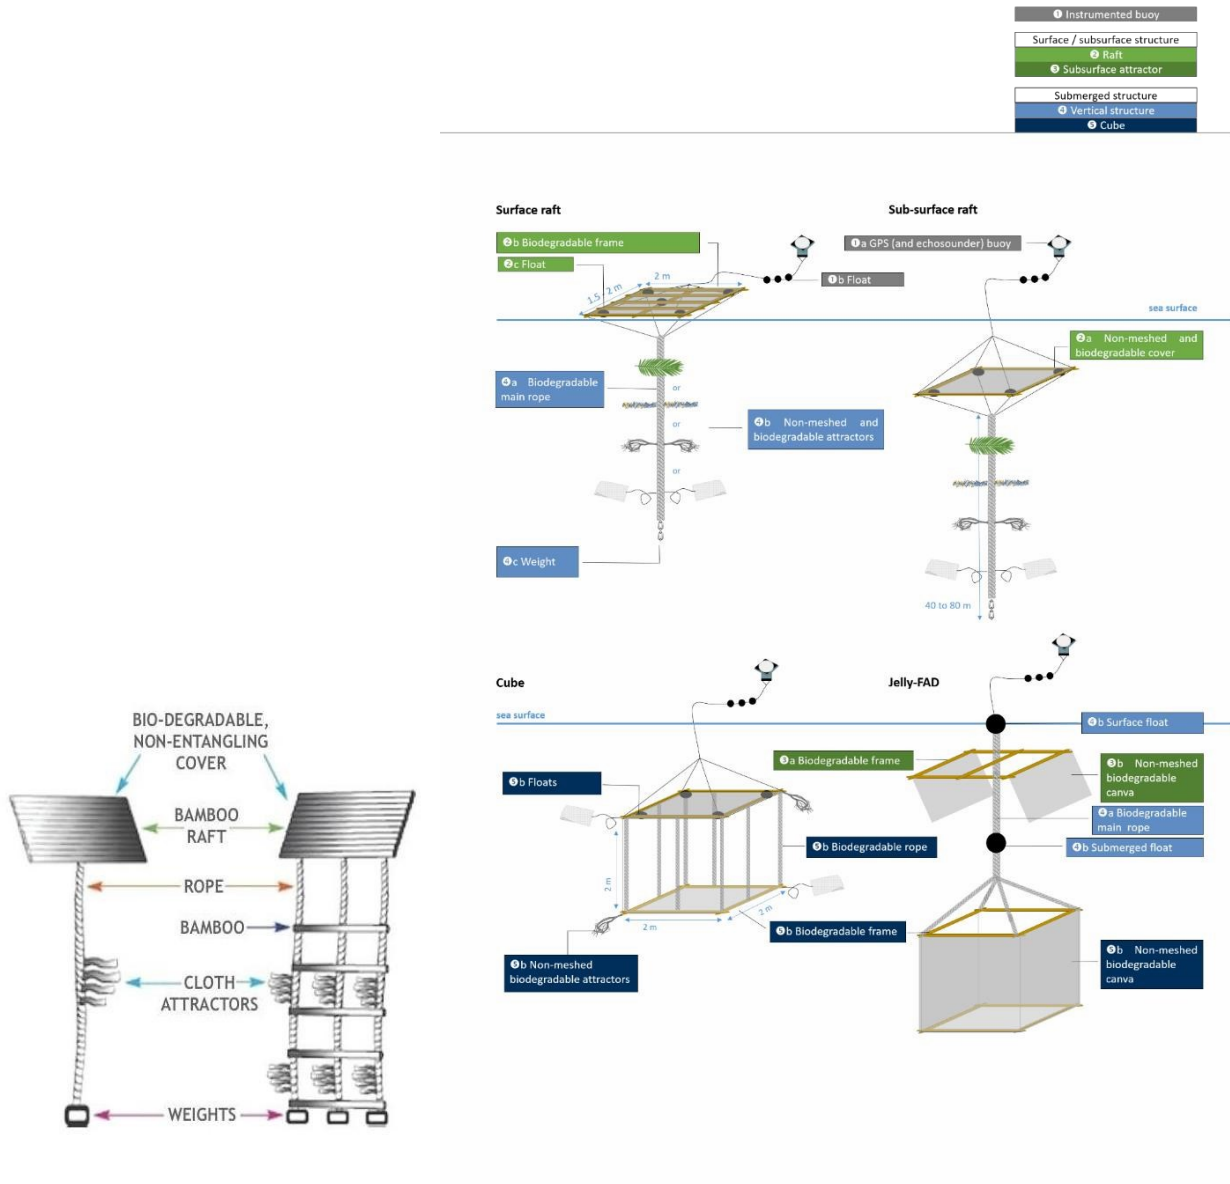 ❶ Instrumented buoy
Surface / subsurface structure
❷ Raft
❸ Subsurface attractor
Submerged structure
❹ Vertical structure
❺ Cube
Surface raft
Sub-surface raft
❷b Biodegradable frame
❷c Float
1.5 - 2 m
2 m
❶a GPS (and echosounder) buoy
❶b Float
sea surface
❷a Non-meshed and
biodegradable cover
❹a Biodegradable
main rope
or
or
or
❹b Non-meshed and
biodegradable attractors
❹c Weight
40 to 80 m
Cube
Jelly-FAD
sea surface
❹b Surface float
❸a Biodegradable frame
❸b Non-meshed
biodegradable
canva
❺b Floats
❹a Biodegradable
main rope
❺b Biodegradable rope
❹b Submerged float
2 m
2 m
2 m
❺b Biodegradable frame
❺b Non-meshed
biodegradable attractors
❺b Non-meshed
biodegradable
canva
BIO-DEGRADABLE,
NON-ENTANGLING
COVER
BAMBOO
RAFT
ROPE
BAMBOO
CLOTH
ATTRACTORS
WEIGHTS